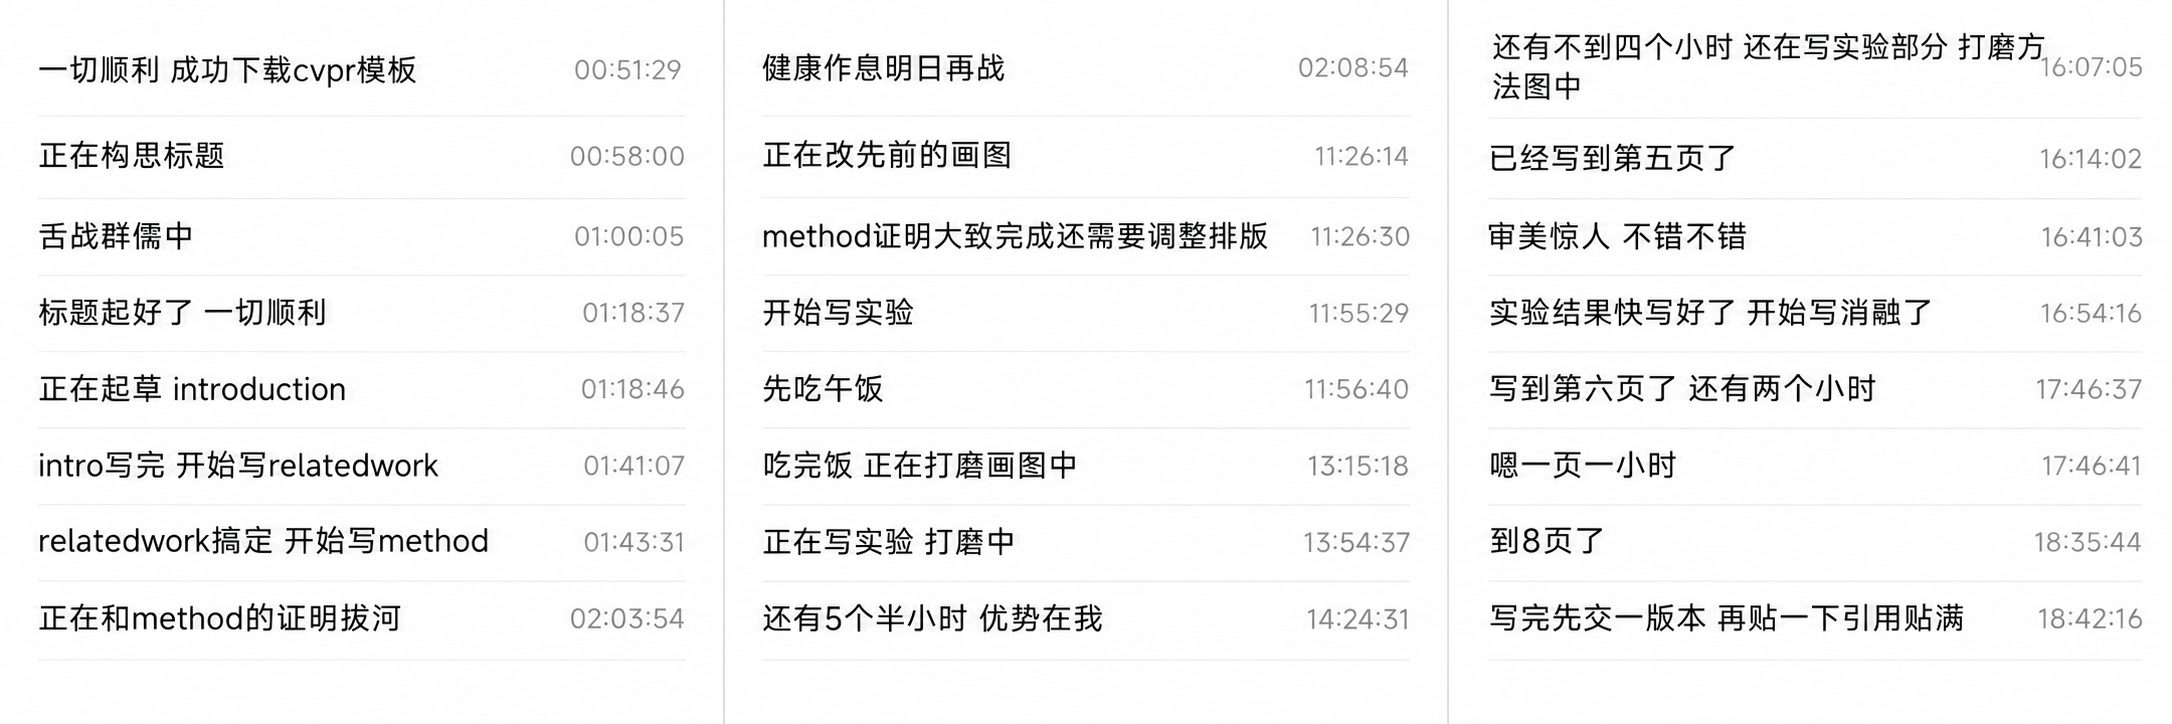 一切顺利 成功下载cvpr模板 00:51:29
正在构思标题 00:58:00
舌战群儒中 01:00:05
标题起好了 一切顺利 01:18:37
正在起草 introduction 01:18:46
intro写完 开始写relatedwork 01:41:07
relatedwork搞定 开始写method 01:43:31
正在和method的证明拔河 02:03:54
健康作息明日再战 02:08:54
正在改先前的画图 11:26:14
method证明大致完成还需要调整排版 11:26:30
开始写实验 11:55:29
先吃午饭 11:56:40
吃完饭 正在打磨画图中 13:15:18
正在写实验 打磨中 13:54:37
还有5个半小时 优势在我 14:24:31
还有不到四个小时 还在写实验部分 打磨方
法图中 16:07:05
已经写到第五页了 16:14:02
审美惊人 不错不错 16:41:03
实验结果快写好了 开始写消融了 16:54:16
写到第六页了 还有两个小时 17:46:37
嗯一页一小时 17:46:41
到8页了 18:35:44
写完先交一版本 再贴一下引用贴满 18:42:16